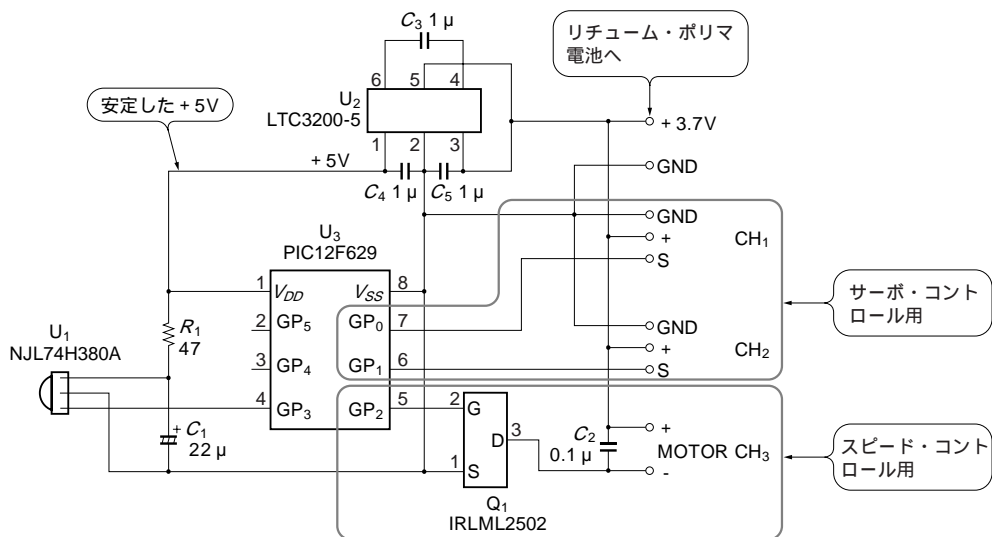 C3 1 μ
リチューム・ポリマ
電池へ
6 5 4
U2
LTC3200-5
安定した+5V
+3.7V
1 2 3
+5V
GND
C4 1 μ
C5 1 μ
GND
+
CH1
S
U3
PIC12F629
1
VDD
VSS
8
サーボ・コント
ロール用
U1
NJL74H380A
R1
47
2
GP5
GP0
7
GND
+
CH2
3
GP4
GP1
6
S
4
GP3
GP2
5
2
G
D
3
+
C1
22 μ
C2
0.1 μ
+
MOTOR CH3
-
スピード・コント
ロール用
1
S
Q1
IRLML2502